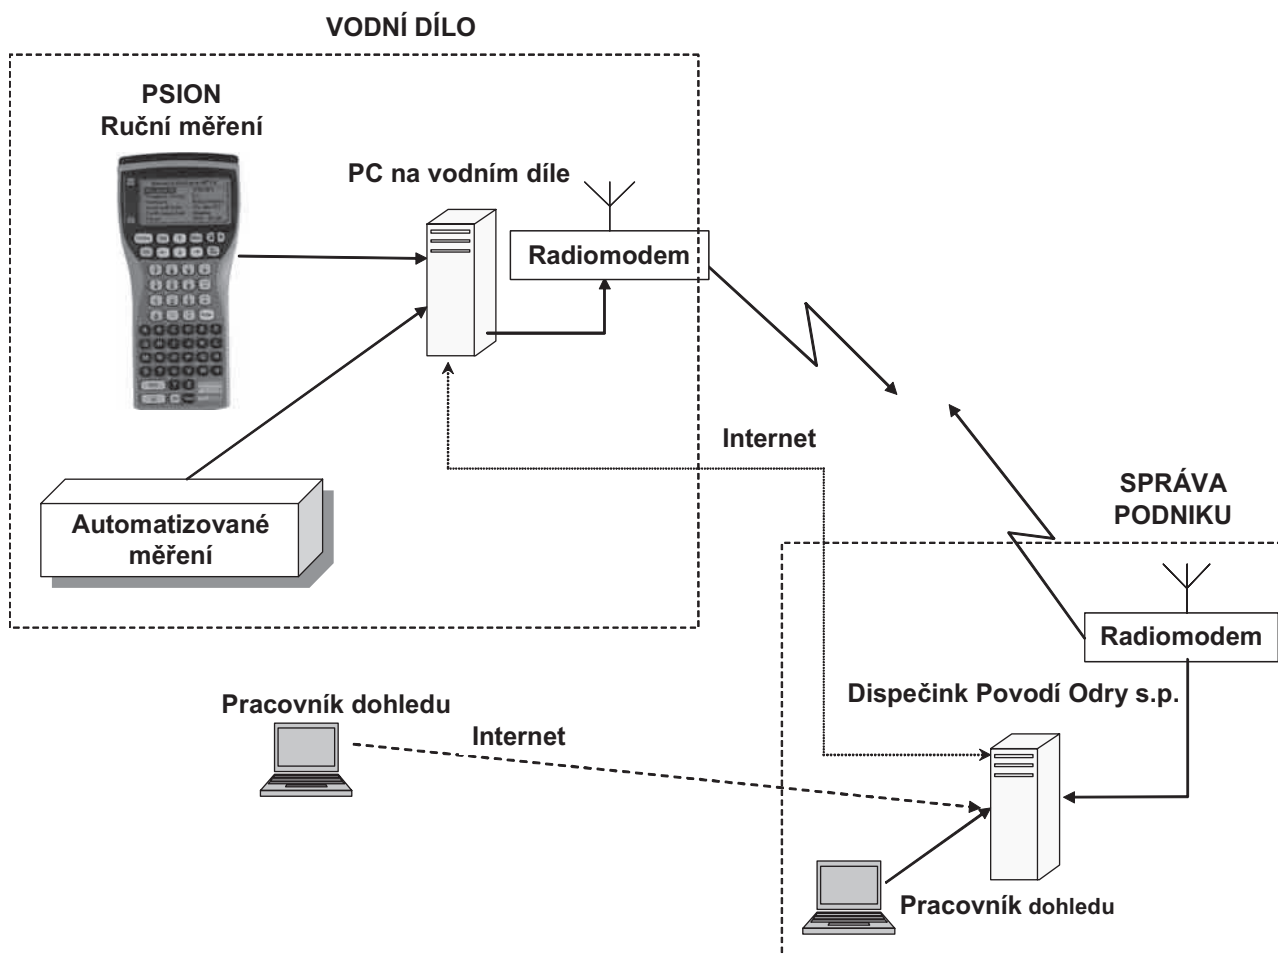 VODNÍ DÍLO
PSION
Ruční měření
PC na vodním díle
Radiomodem
Internet
Automatizované
měření
SPRÁVA
PODNIKU
Radiomodem
Dispečink Povodí Odry s.p.
Pracovník dohledu
Internet
Pracovník dohledu